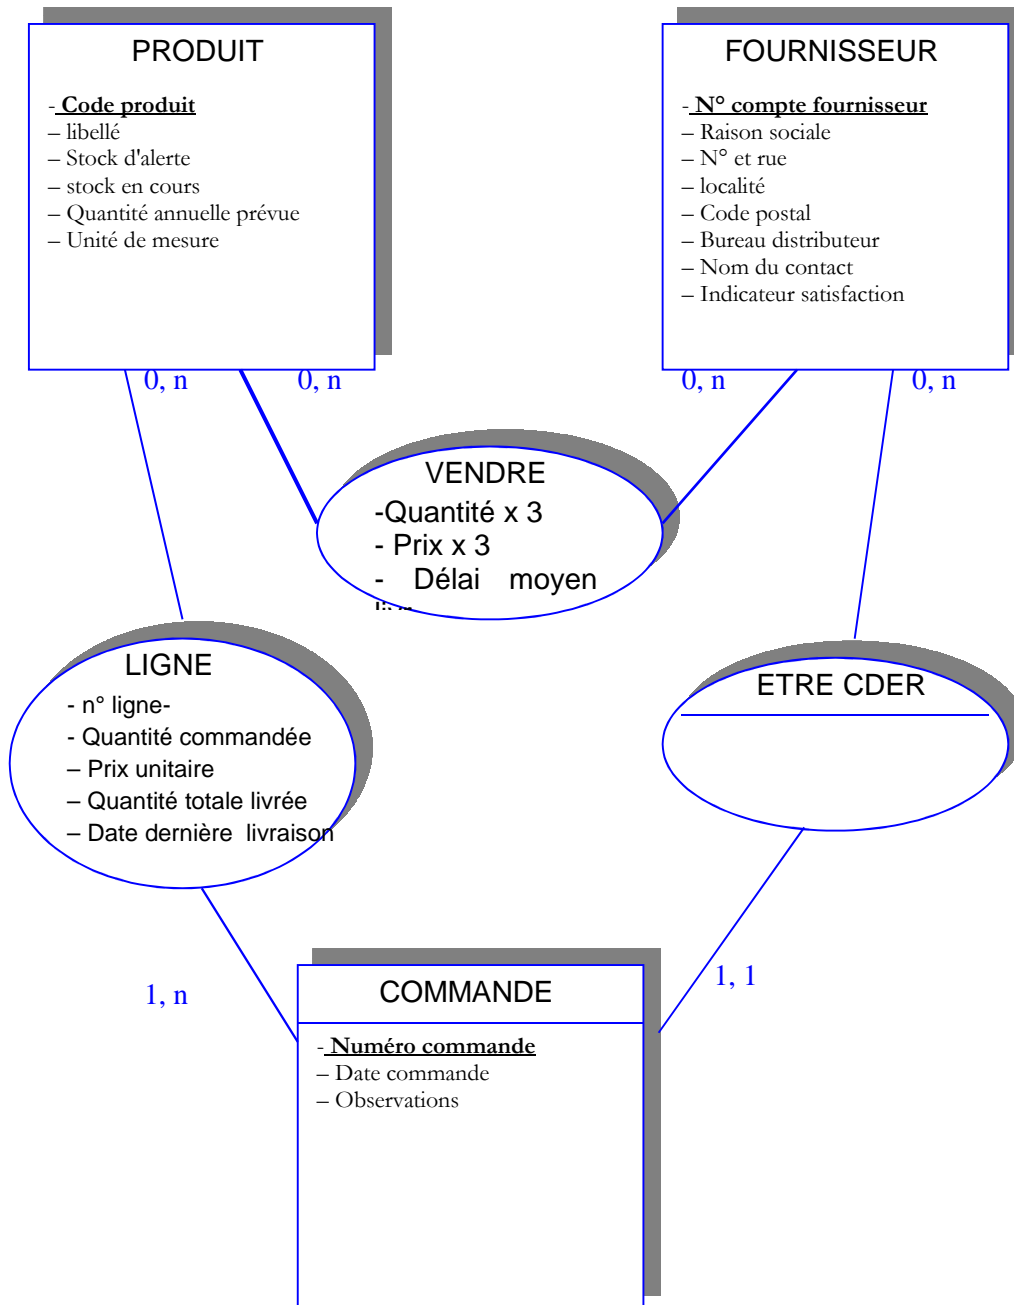 PRODUIT
- Code produit
– libellé
– Stock d'alerte
– stock en cours
– Quantité annuelle prévue
– Unité de mesure
FOURNISSEUR
- N° compte fournisseur
– Raison sociale
– N° et rue
– localité
– Code postal
– Bureau distributeur
– Nom du contact
– Indicateur satisfaction
0, n
0, n
0, n
0, n
VENDRE
-Quantité x 3
- Prix x 3
- Délai moyen
LIGNE
- n° ligne-
- Quantité commandée
– Prix unitaire
– Quantité totale livrée
– Date dernière livraison
ETRE CDER
1, n
1, 1
COMMANDE
- Numéro commande
– Date commande
– Observations